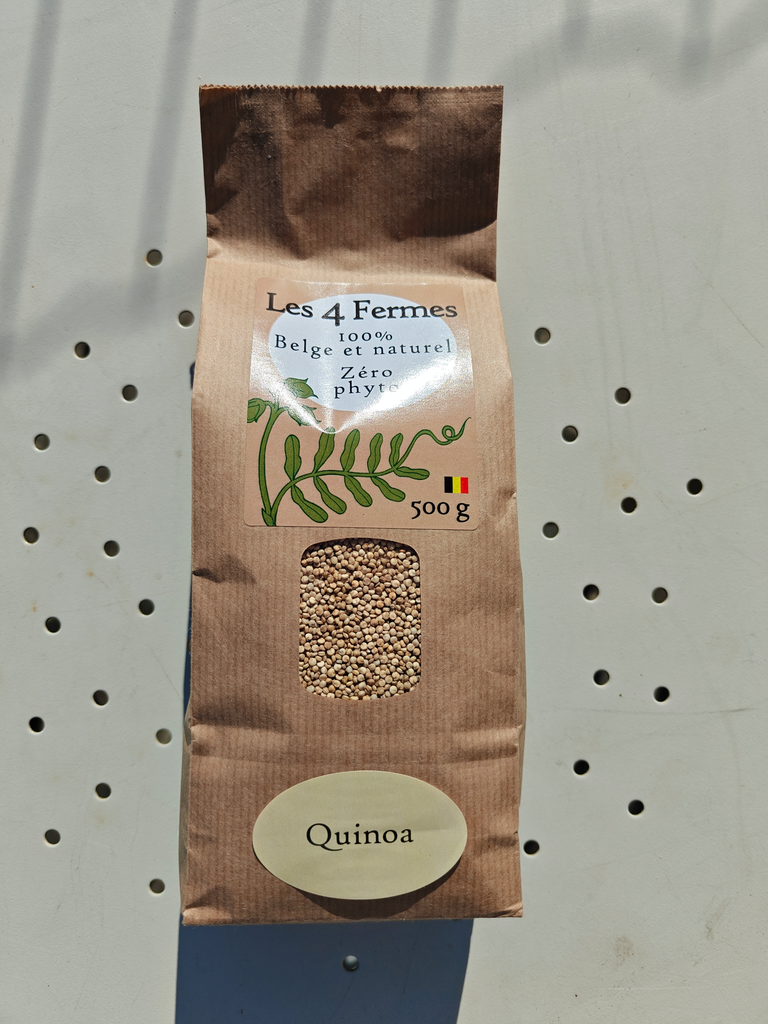 Les 4 Fermes
100%
Belge et naturel
Zéro
phyto
500 g
Quinoa